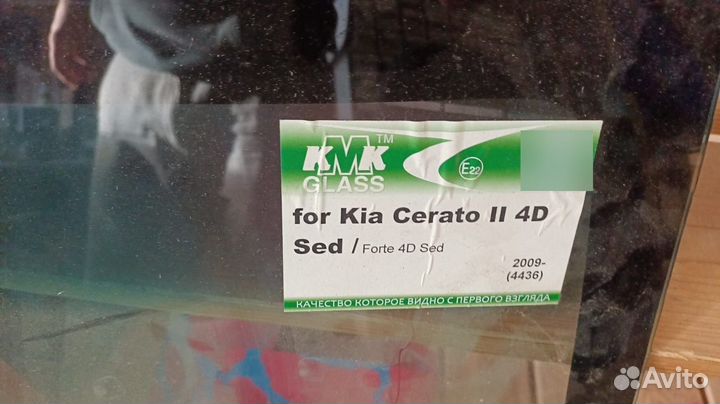 KMK™
GLASS
E22
for Kia Cerato II 4D
Sed / Forte 4D Sed
2009-
(4436)
КАЧЕСТВО КОТОРОЕ ВИДНО С ПЕРВОГО ВЗГЛЯДА
Avito